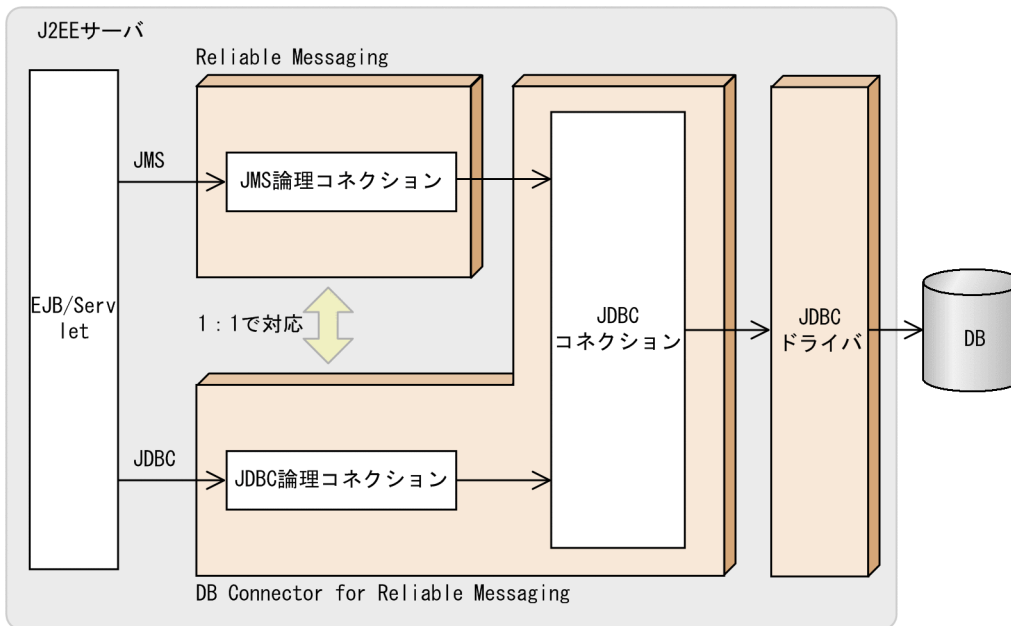 J2EEサーバ
Reliable Messaging
JMS
JMS論理コネクション
EJB/Serv
let
1：1で対応
JDBC
コネクション
JDBC
ドライバ
DB
JDBC
JDBC論理コネクション
DB Connector for Reliable Messaging